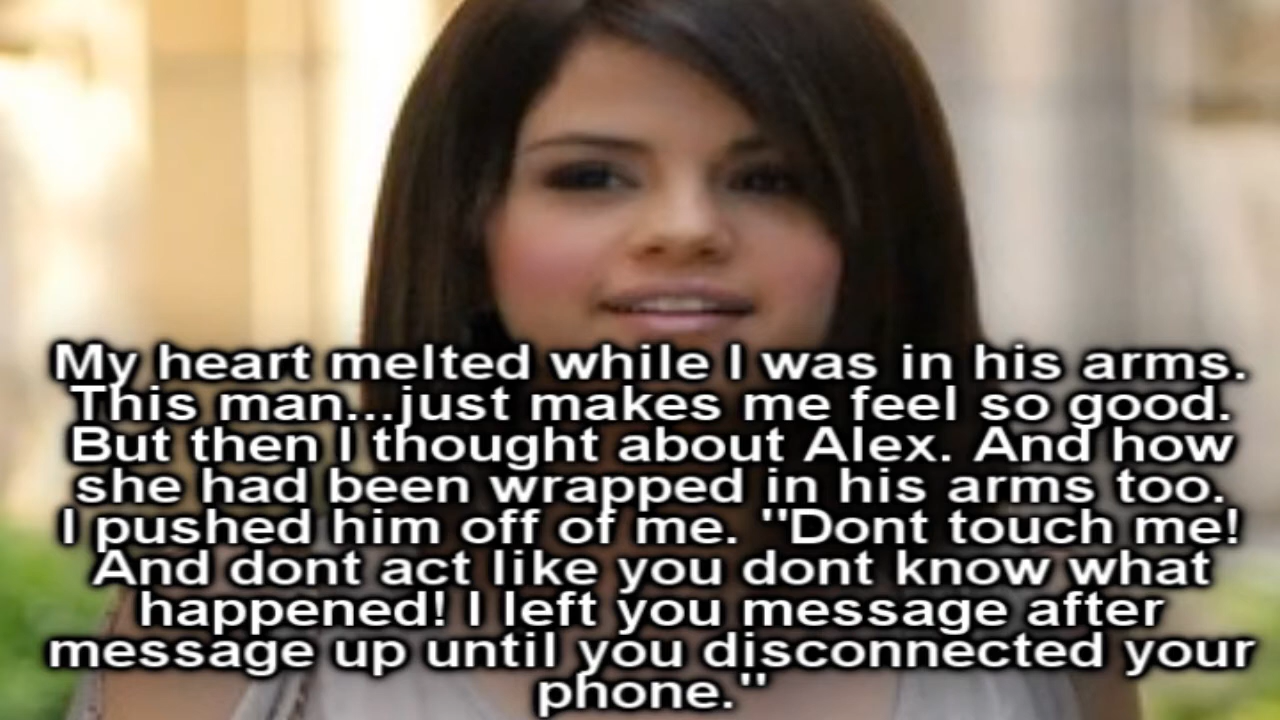 My heart melted while I was in his arms.
This man...just makes me feel so good.
But then I thought about Alex. And how
she had been wrapped in his arms too.
I pushed him off of me. "Dont touch me!
And dont act like you dont know what
happened! I left you message after
message up until you disconnected your
phone."